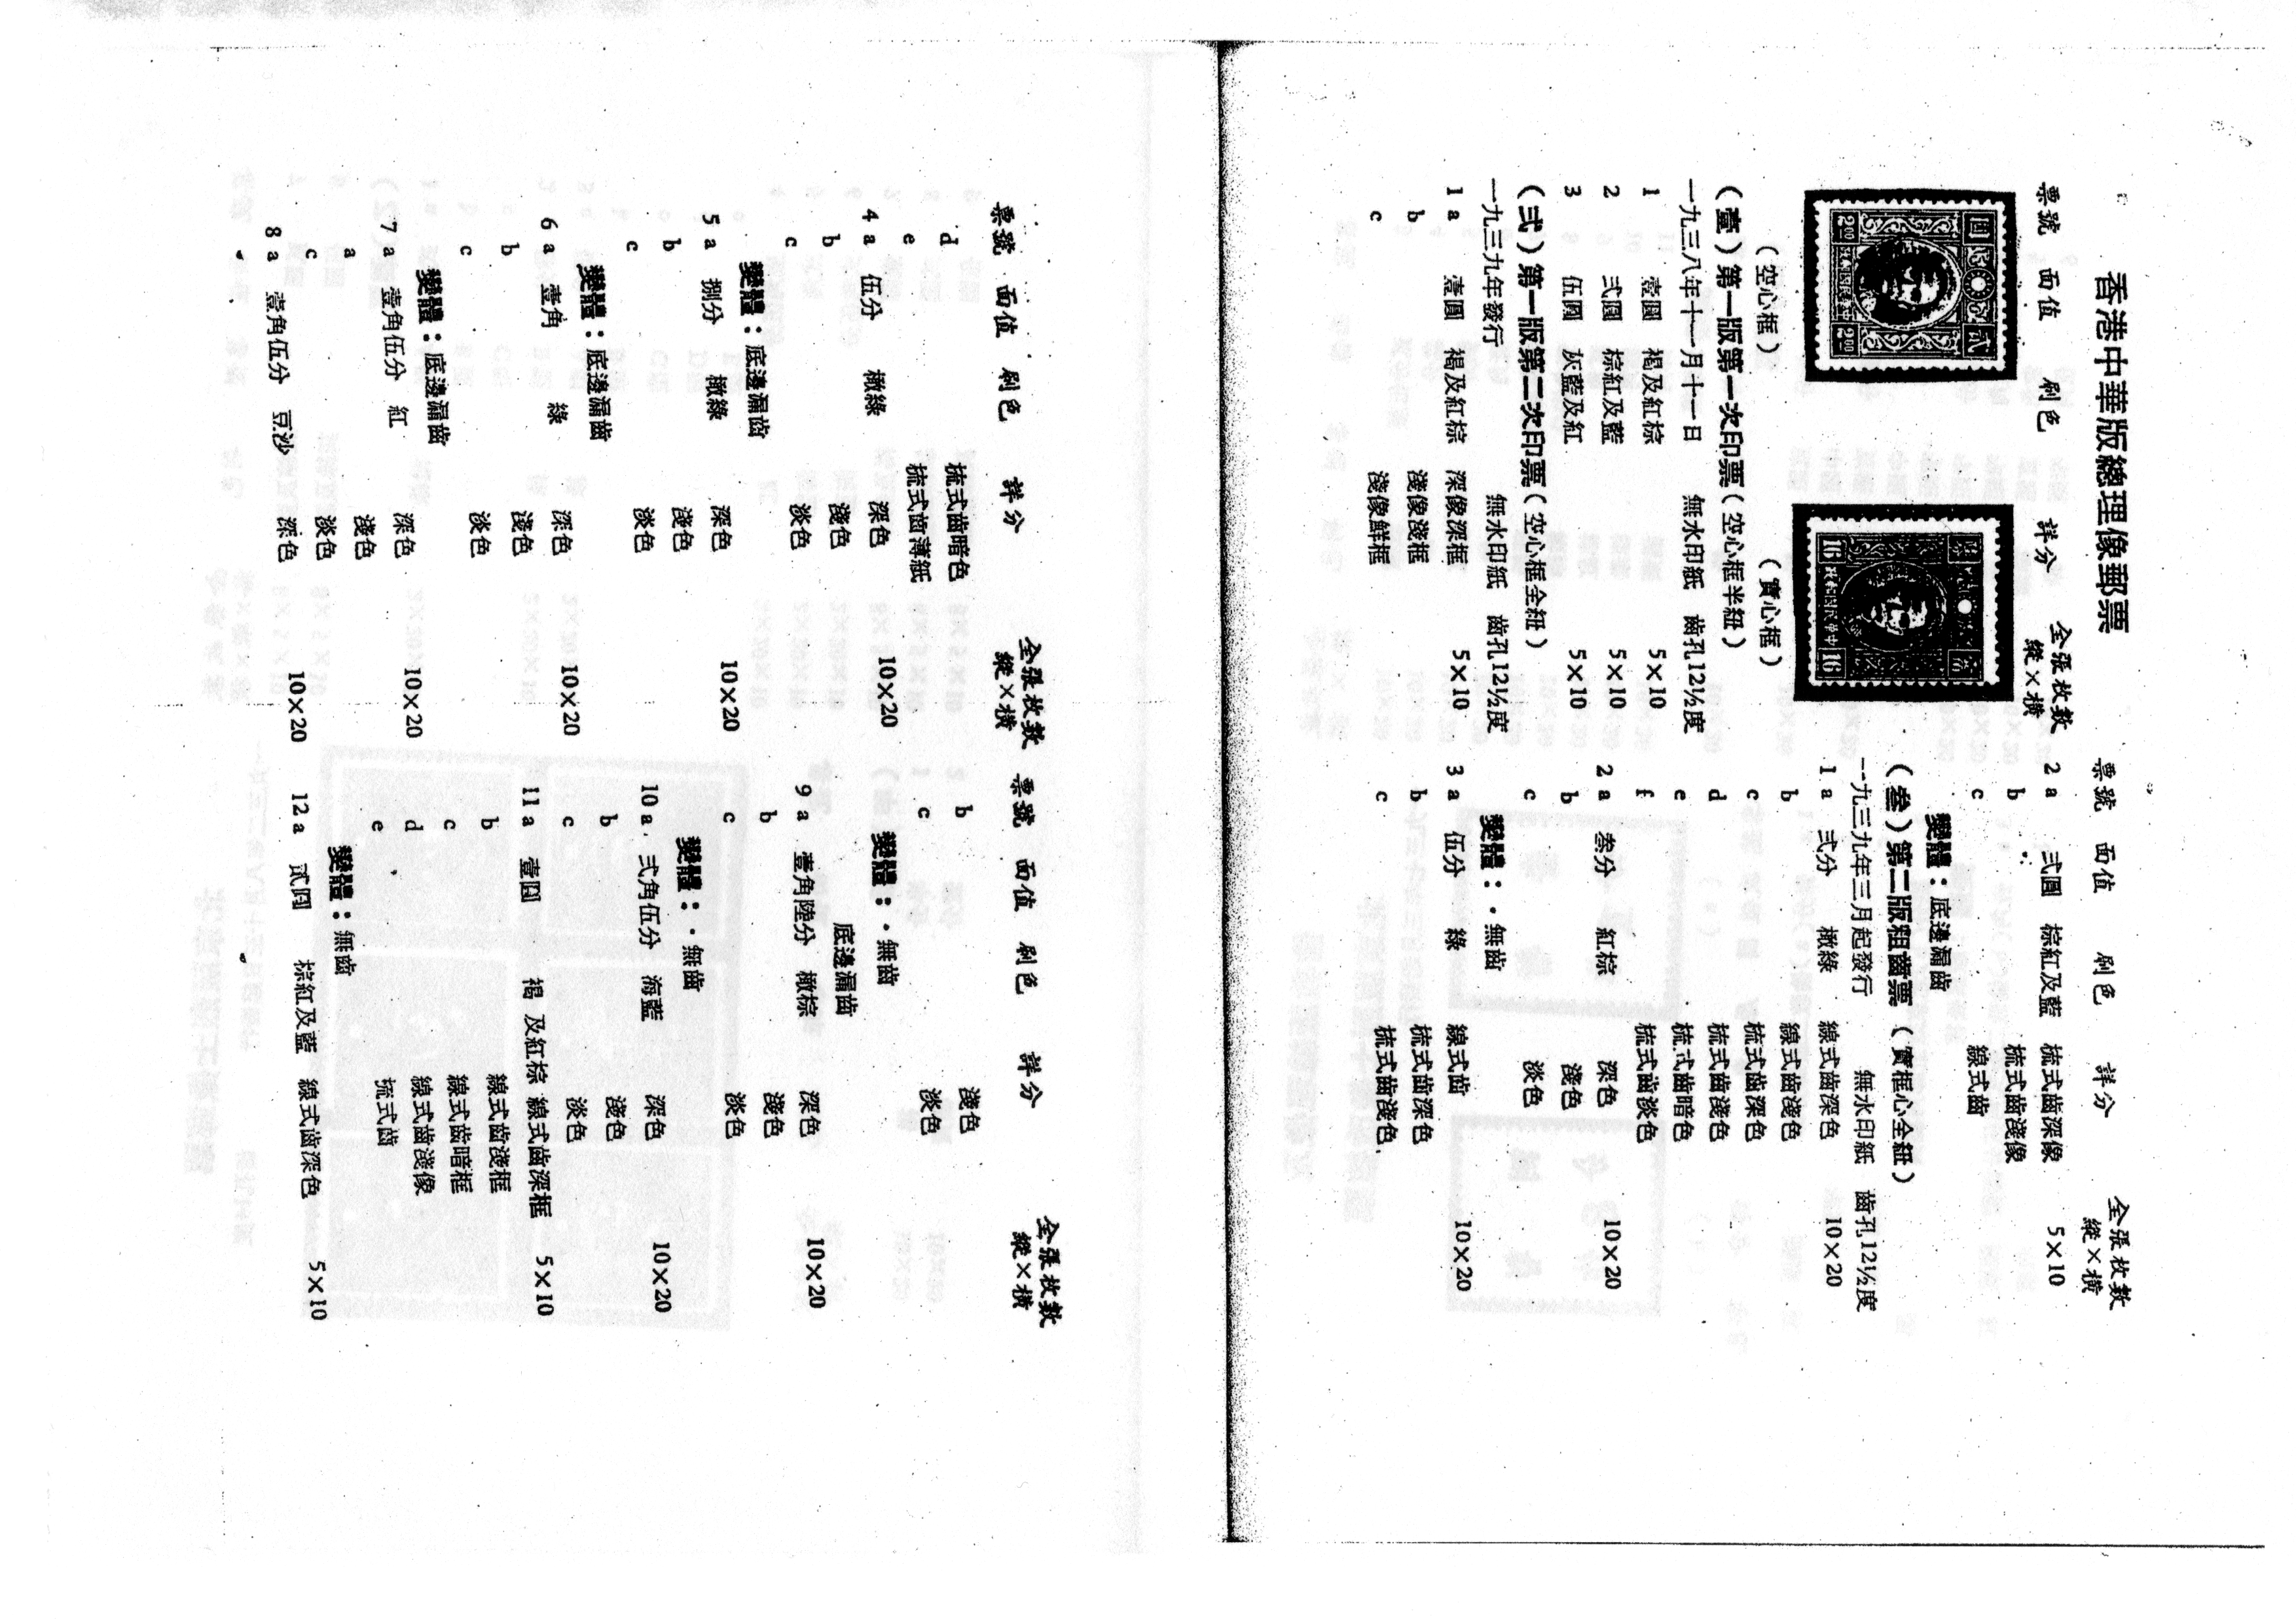 香港中華版總理像郵票
票號 面值 刷色 詳分 全張枚數
縱×橫
(空心框) (實心框)
(壹)第一版第一次印票(空心框半紐)
一九三八年十一月十一日 無水印紙 齒孔12½度
1 壹圓 褐及紅棕 5×10
2 弍圓 棕紅及藍 5×10
3 伍圓 灰藍及紅 5×10
(弍)第一版第二次印票(空心框全紐)
一九三九年發行 無水印紙 齒孔12½度
1 a 壹圓 褐及紅棕 深像深框 5×10
b 淺像淺框
c 淺像鮮框
票號 面值 刷色 詳分 全張枚數
縱×橫
2 a 弍圓 棕紅及藍 梳式齒深像 5×10
b 梳式齒淺像
c 線式齒
變體：底邊漏齒
(叁)第二版粗齒票(實框心全紐)
一九三九年三月起發行 無水印紙 齒孔12½度
1 a 弍分 橄綠 線式齒深色 10×20
b 線式齒淺色
c 梳式齒深色
d 梳式齒淺色
e 梳式齒暗色
f 梳式齒淡色
2 a 叁分 紅棕 深色 10×20
b 淺色
c 淡色
變體：無齒
3 a 伍分 綠 線式齒 10×20
b 梳式齒深色
c 梳式齒淺色
票號 面值 刷色 詳分 全張枚數
縱×橫
d 梳式齒暗色
e 梳式齒薄紙
4 a 伍分 橄綠 深色 10×20
b 淺色
c 淡色
變體：底邊漏齒
5 a 捌分 橄綠 深色 10×20
b 淺色
c 淡色
變體：底邊漏齒
6 a 壹角 綠 深色 10×20
b 淺色
c 淡色
變體：底邊漏齒
7 a 壹角伍分 紅 深色 10×20
a 淺色
c 淡色
8 a 壹角伍分 豆沙 深色 10×20
票號 面值 刷色 詳分 全張枚數
縱×橫
b 淺色
c 淡色
變體：無齒
底邊漏齒
9 a 壹角陸分 橄棕 深色 10×20
b 淺色
c 淡色
變體：無齒
10 a 弍角伍分 海藍 深色 10×20
b 淺色
c 淡色
11 a 壹圓 褐及紅棕 線式齒深框 5×10
b 線式齒淺框
c 線式齒暗框
d 線式齒淺像
e 梳式齒
變體：無齒
12 a 貳圓 棕紅及藍 線式齒深色 5×10